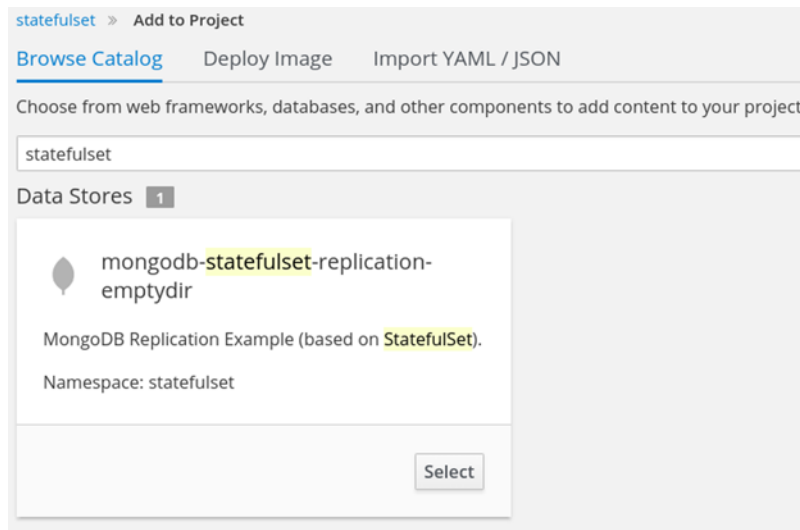 statefulset » Add to Project
Browse Catalog Deploy Image Import YAML / JSON
Choose from web frameworks, databases, and other components to add content to your project
statefulset
Data Stores 1
mongodb-statefulset-replication-
emptydir
MongoDB Replication Example (based on StatefulSet).
Namespace: statefulset
Select